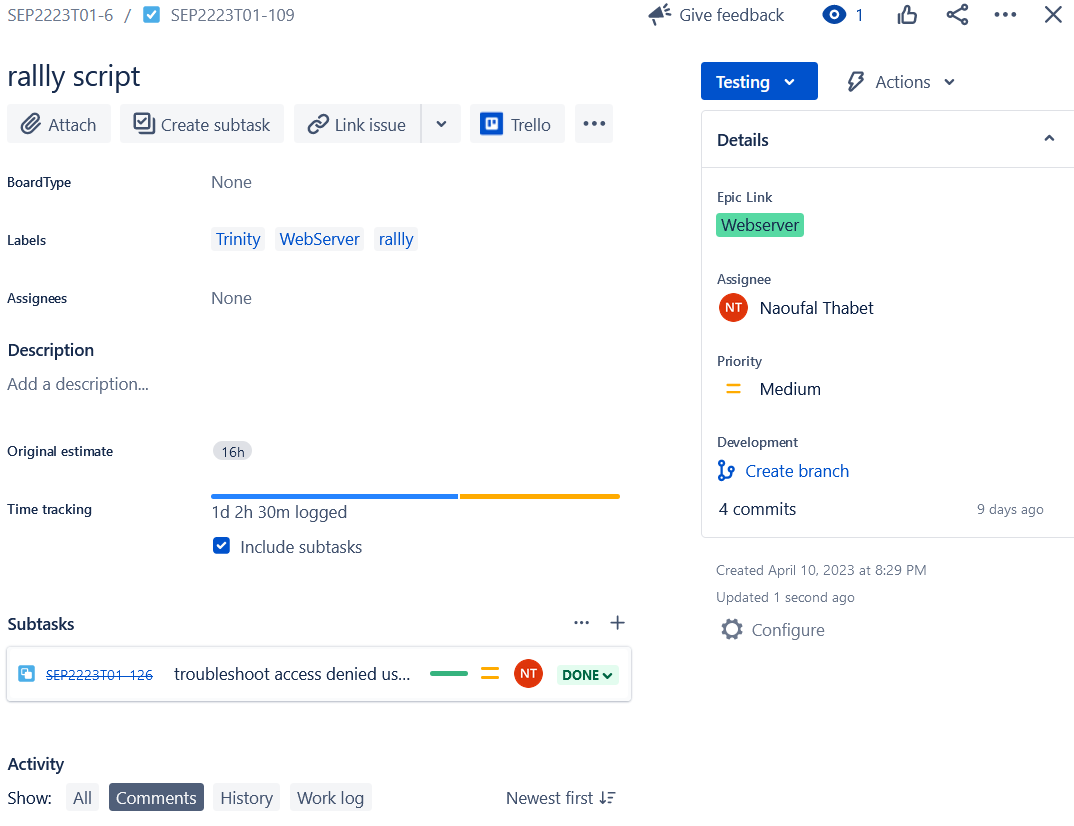 SEP2223T01-6 / SEP2223T01-109
Give feedback 1
rallly script
Attach Create subtask Link issue Trello
BoardType None
Labels Trinity WebServer rallly
Assignees None
Description
Add a description...
Original estimate 16h
Time tracking 1d 2h 30m logged
Include subtasks
Subtasks
SEP2223T01-126 troubleshoot access denied us... NT DONE
Activity
Show: All Comments History Work log Newest first
Testing Actions
Details
Epic Link
Webserver
Assignee
NT Naoufal Thabet
Priority
Medium
Development
Create branch
4 commits 9 days ago
Created April 10, 2023 at 8:29 PM
Updated 1 second ago
Configure